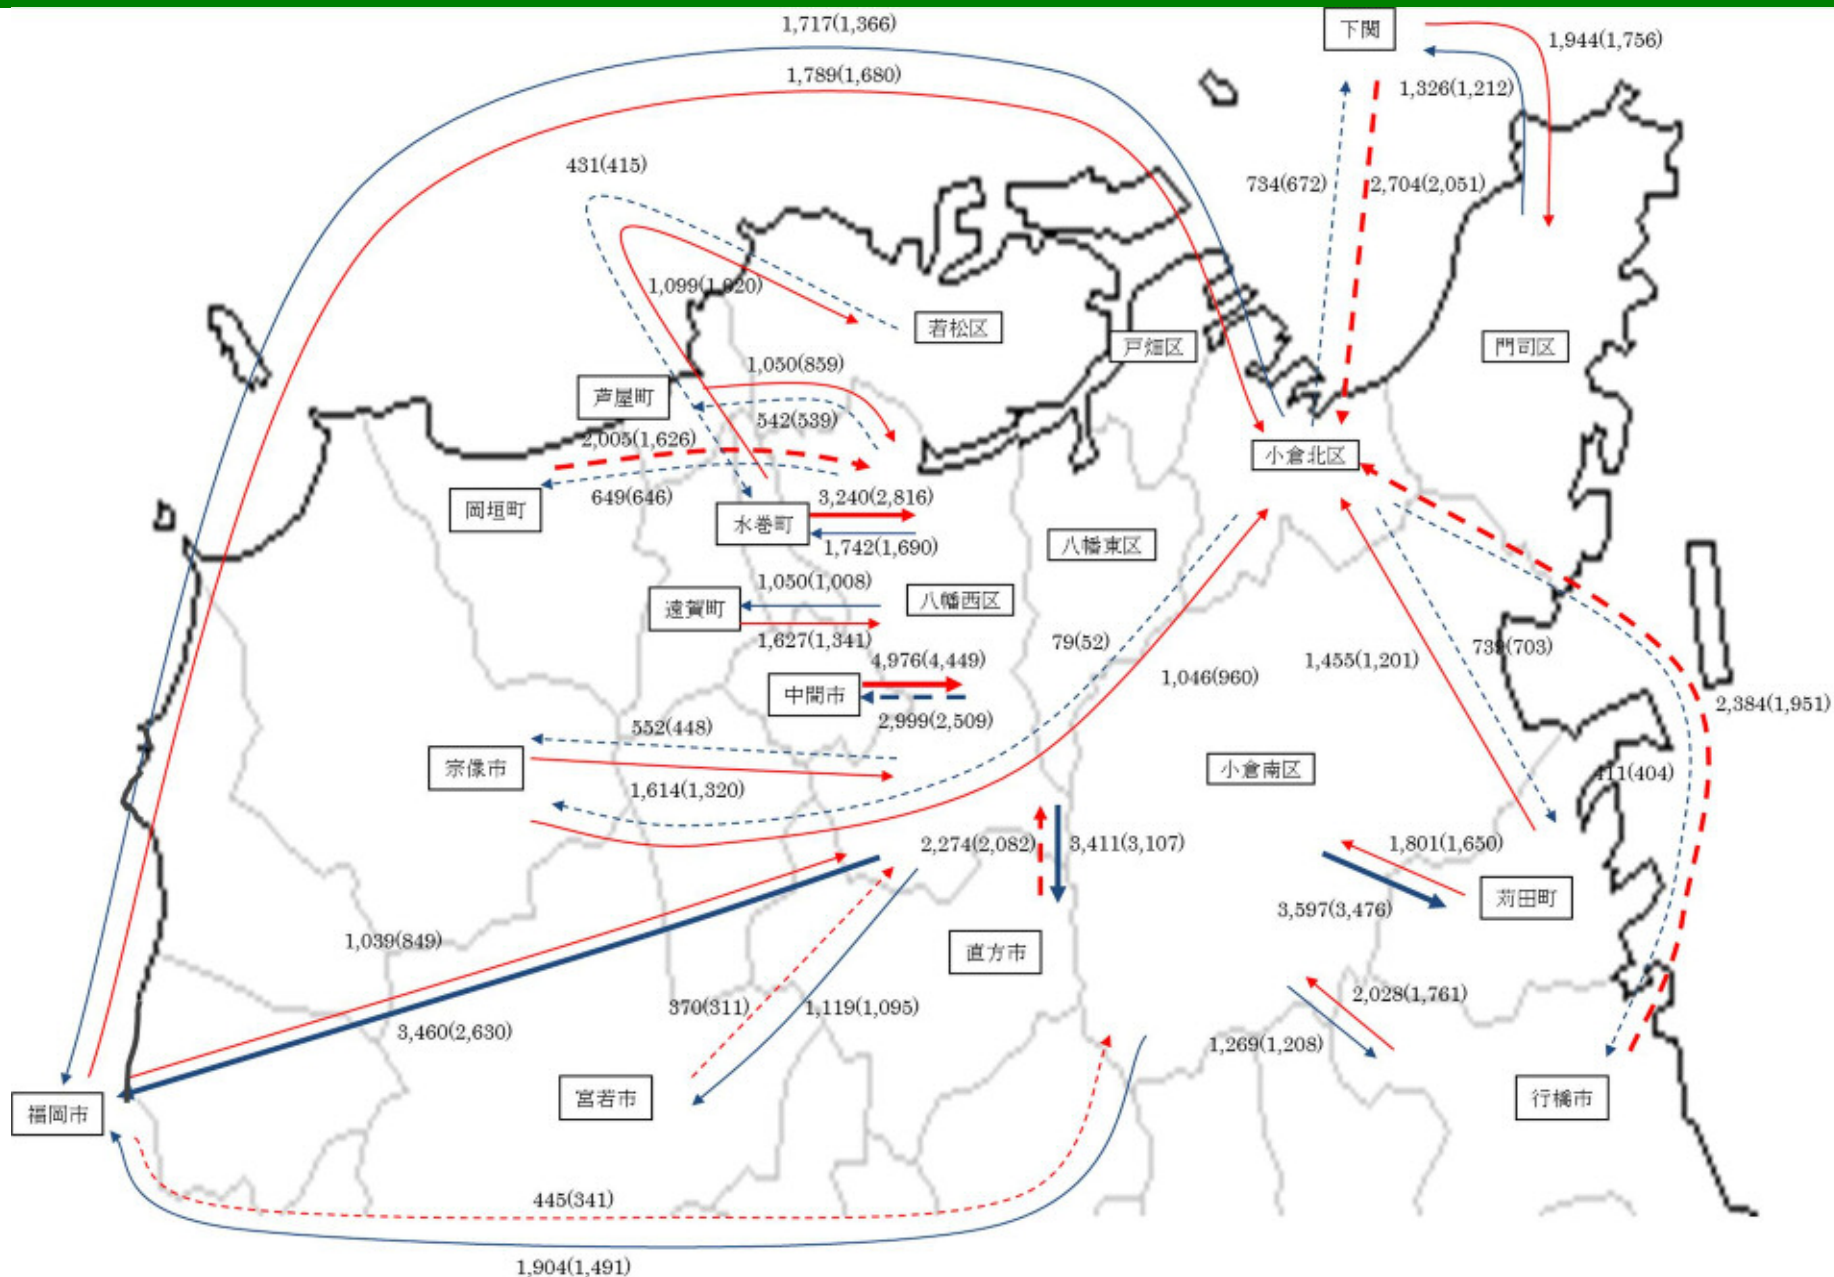 1,717(1,366)
下関
1,944(1,756)
1,789(1,680)
1,326(1,212)
431(415)
734(672)
2,704(2,051)
1,099(1,020)
若松区
戸畑区
門司区
1,050(859)
芦屋町
542(539)
2,005(1,626)
小倉北区
649(646)
3,240(2,816)
岡垣町
水巻町
1,742(1,690)
八幡東区
1,050(1,008)
遠賀町
八幡西区
1,627(1,341)
79(52)
739(703)
4,976(4,449)
1,455(1,201)
1,046(960)
中間市
2,384(1,951)
2,999(2,509)
552(448)
宗像市
小倉南区
411(404)
1,614(1,320)
2,274(2,082)
3,411(3,107)
1,801(1,650)
苅田町
3,597(3,476)
1,039(849)
直方市
2,028(1,761)
370(311)
1,119(1,095)
3,460(2,630)
1,269(1,208)
宮若市
行橋市
福岡市
445(341)
1,904(1,491)